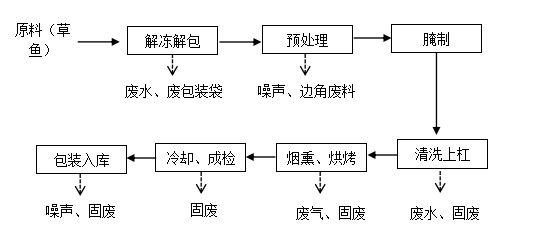 原料（草
鱼）
解冻解包
预处理
腌制
废水、废包装袋
噪声、边角废料
包装入库
冷却、成检
烟熏、烘烤
清洗上杠
噪声、固废
固废
废气、固废
废水、固废